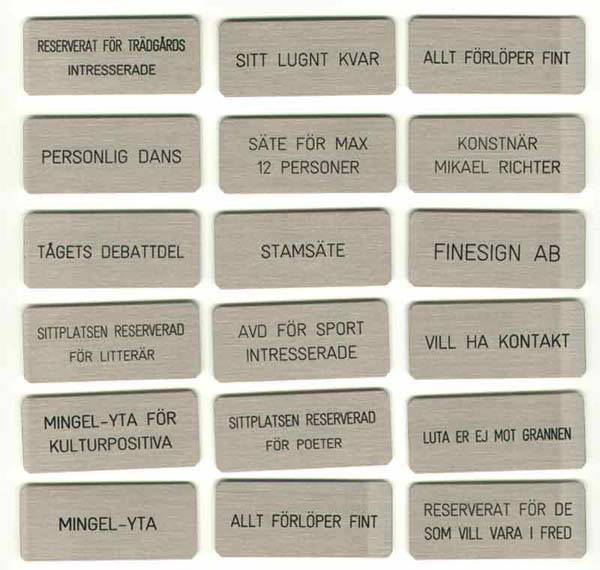 RESERVERAT FÖR TRÄDGÅRDS
INTRESSERADE
SITT LUGNT KVAR
ALLT FÖRLÖPER FINT
PERSONLIG DANS
SÄTE FÖR MAX
12 PERSONER
KONSTNÄR
MIKAEL RICHTER
TÅGETS DEBATTDEL
STAMSÄTE
FINESIGN AB
SITTPLATSEN RESERVERAD
FÖR LITTERÄR
AVD FÖR SPORT
INTRESSERADE
VILL HA KONTAKT
MINGEL-YTA FÖR
KULTURPOSITIVA
SITTPLATSEN RESERVERAD
FÖR POETER
LUTA ER EJ MOT GRANNEN
MINGEL-YTA
ALLT FÖRLÖPER FINT
RESERVERAT FÖR DE
SOM VILL VARA I FRED